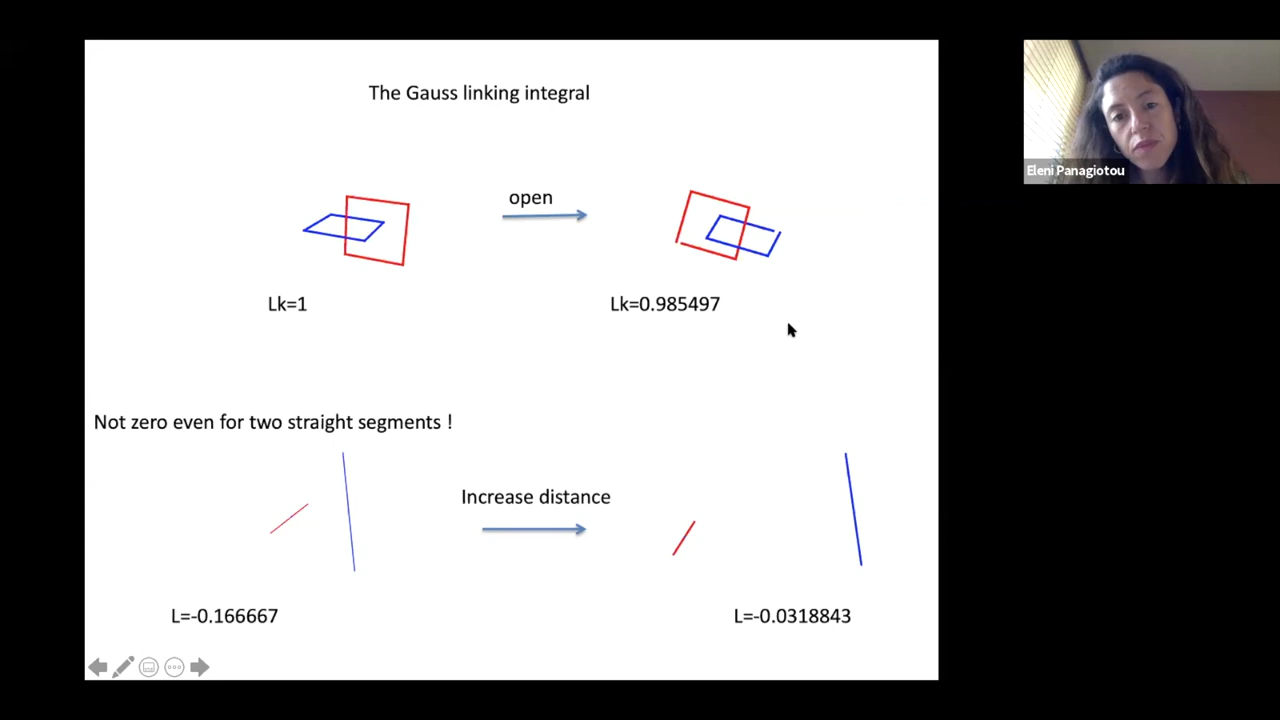 The Gauss linking integral
open
Lk=1
Lk=0.985497
Not zero even for two straight segments !
Increase distance
L=-0.166667
L=-0.0318843
Eleni Panagiotou